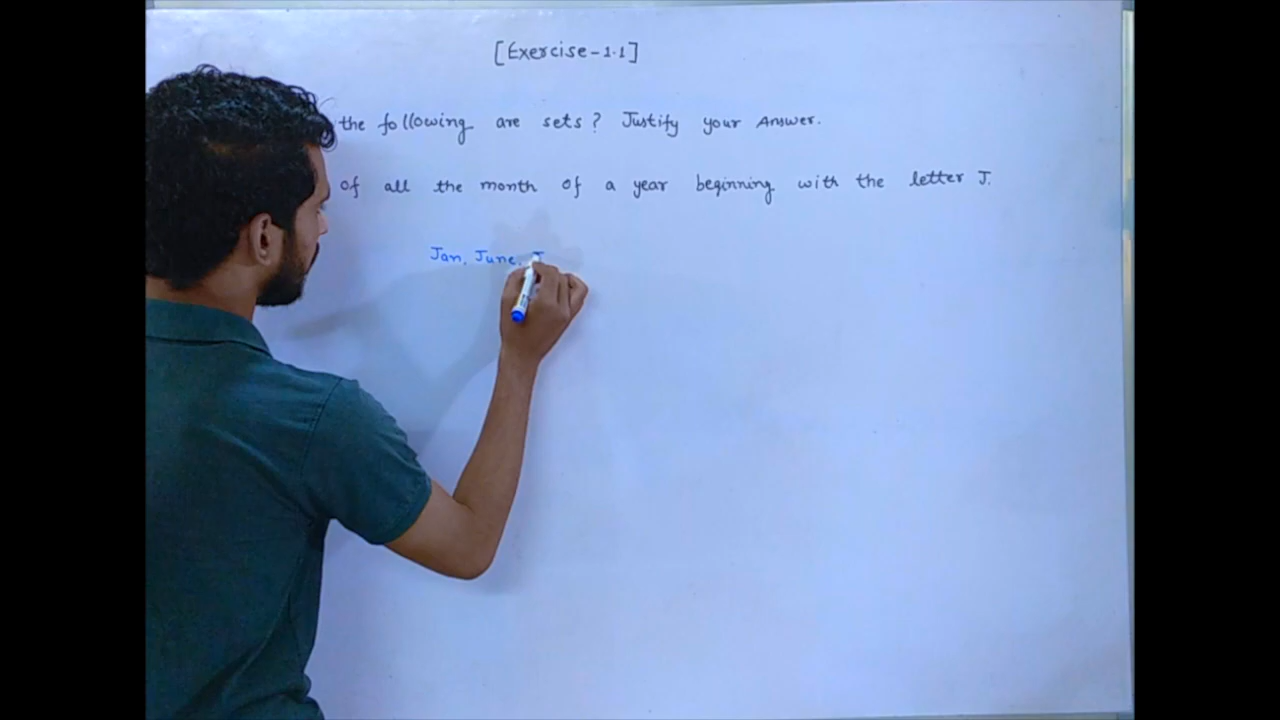 [Exercise-1.1]
the following are sets? Justify your Answer.
of all the month of a year beginning with the letter J.
Jan, June, J